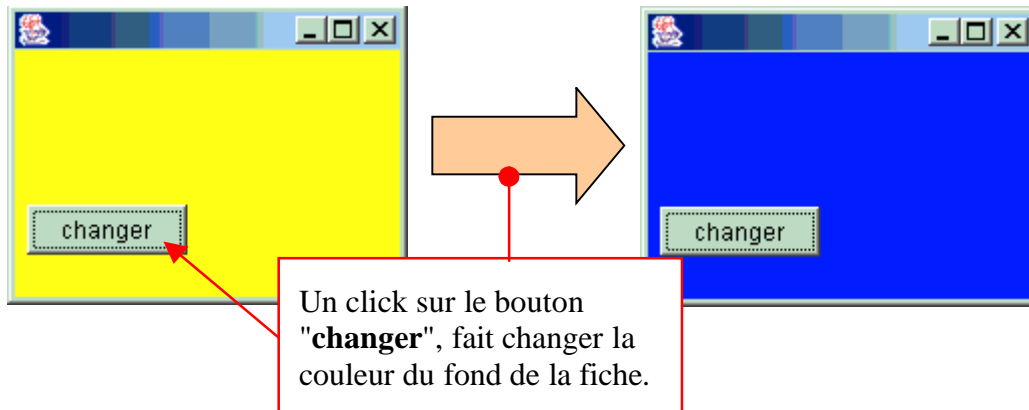 changer
changer
Un click sur le bouton
"changer", fait changer la
couleur du fond de la fiche.